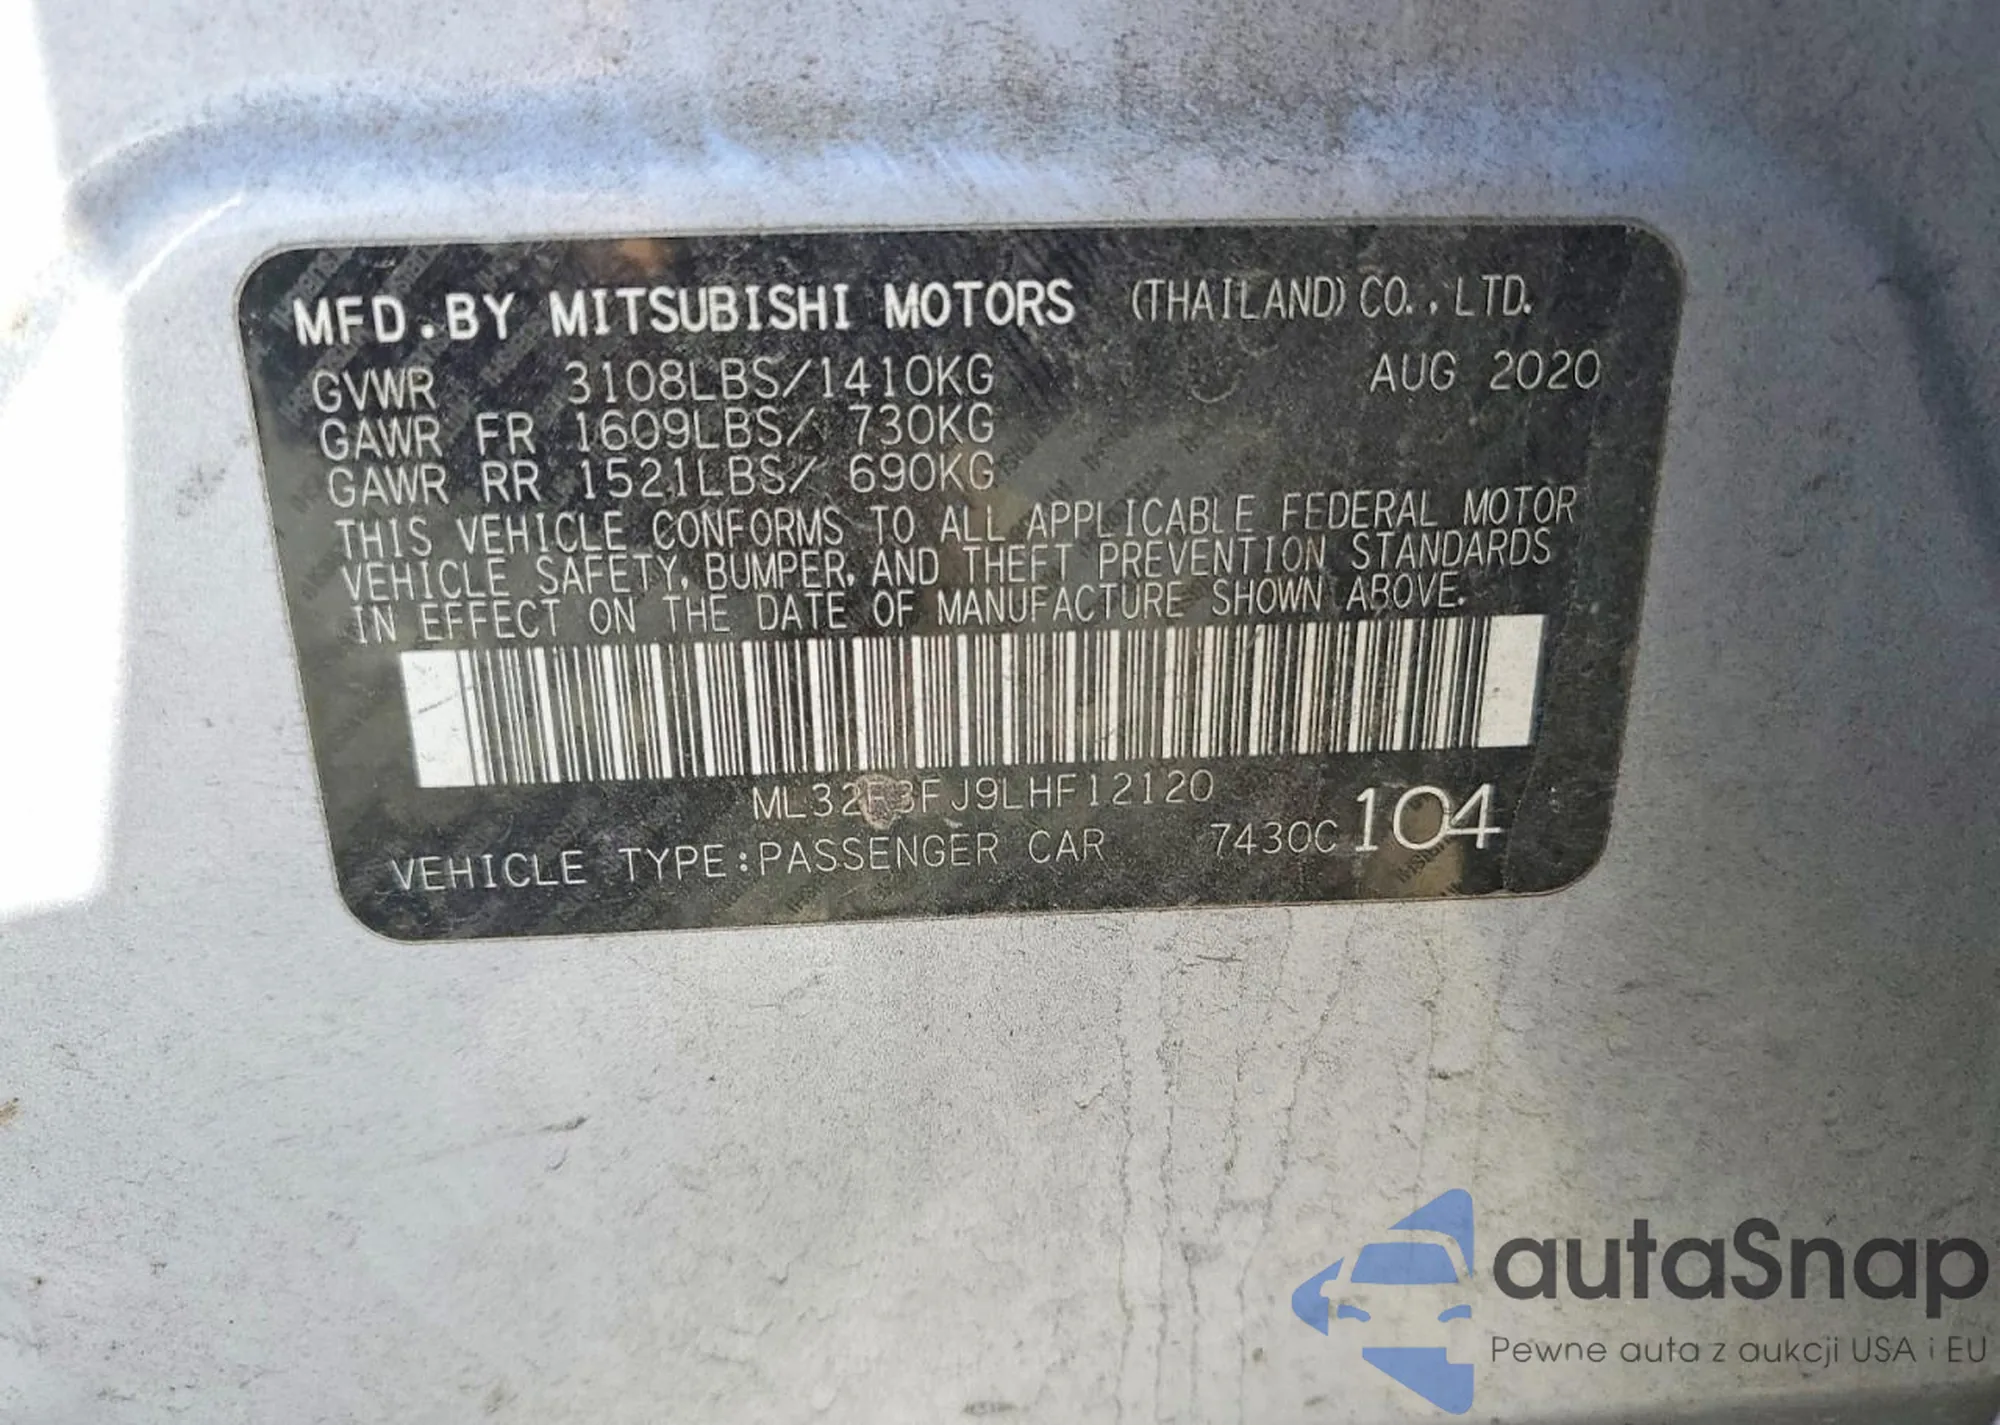 MFD.BY MITSUBISHI MOTORS (THAILAND) CO., LTD.
GVWR 3108LBS/1410KG AUG 2020
GAWR FR 1609LBS/ 730KG
GAWR RR 1521LBS/ 690KG
THIS VEHICLE CONFORMS TO ALL APPLICABLE FEDERAL MOTOR
VEHICLE SAFETY, BUMPER, AND THEFT PREVENTION STANDARDS
IN EFFECT ON THE DATE OF MANUFACTURE SHOWN ABOVE.
ML32F3FJ9LHF12120
VEHICLE TYPE:PASSENGER CAR 7430C 104
autaSnap
Pewne auta z aukcji USA i EU